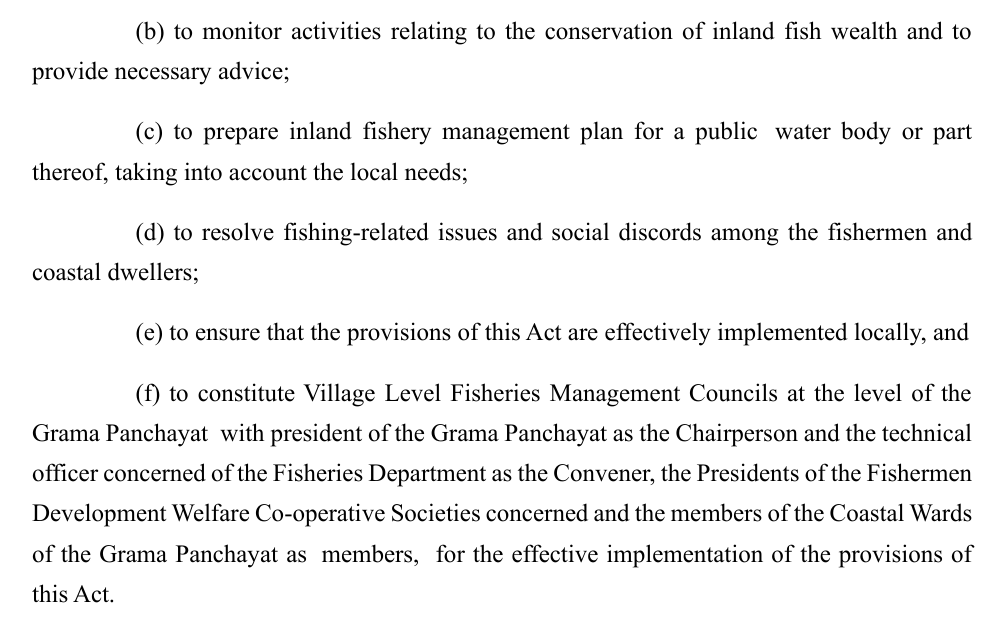 (b) to monitor activities relating to the conservation of inland fish wealth and to
provide necessary advice;
(c) to prepare inland fishery management plan for a public water body or part
thereof, taking into account the local needs;
(d) to resolve fishing-related issues and social discords among the fishermen and
coastal dwellers;
(e) to ensure that the provisions of this Act are effectively implemented locally, and
(f) to constitute Village Level Fisheries Management Councils at the level of the
Grama Panchayat with president of the Grama Panchayat as the Chairperson and the technical
officer concerned of the Fisheries Department as the Convener, the Presidents of the Fishermen
Development Welfare Co-operative Societies concerned and the members of the Coastal Wards
of the Grama Panchayat as members, for the effective implementation of the provisions of
this Act.